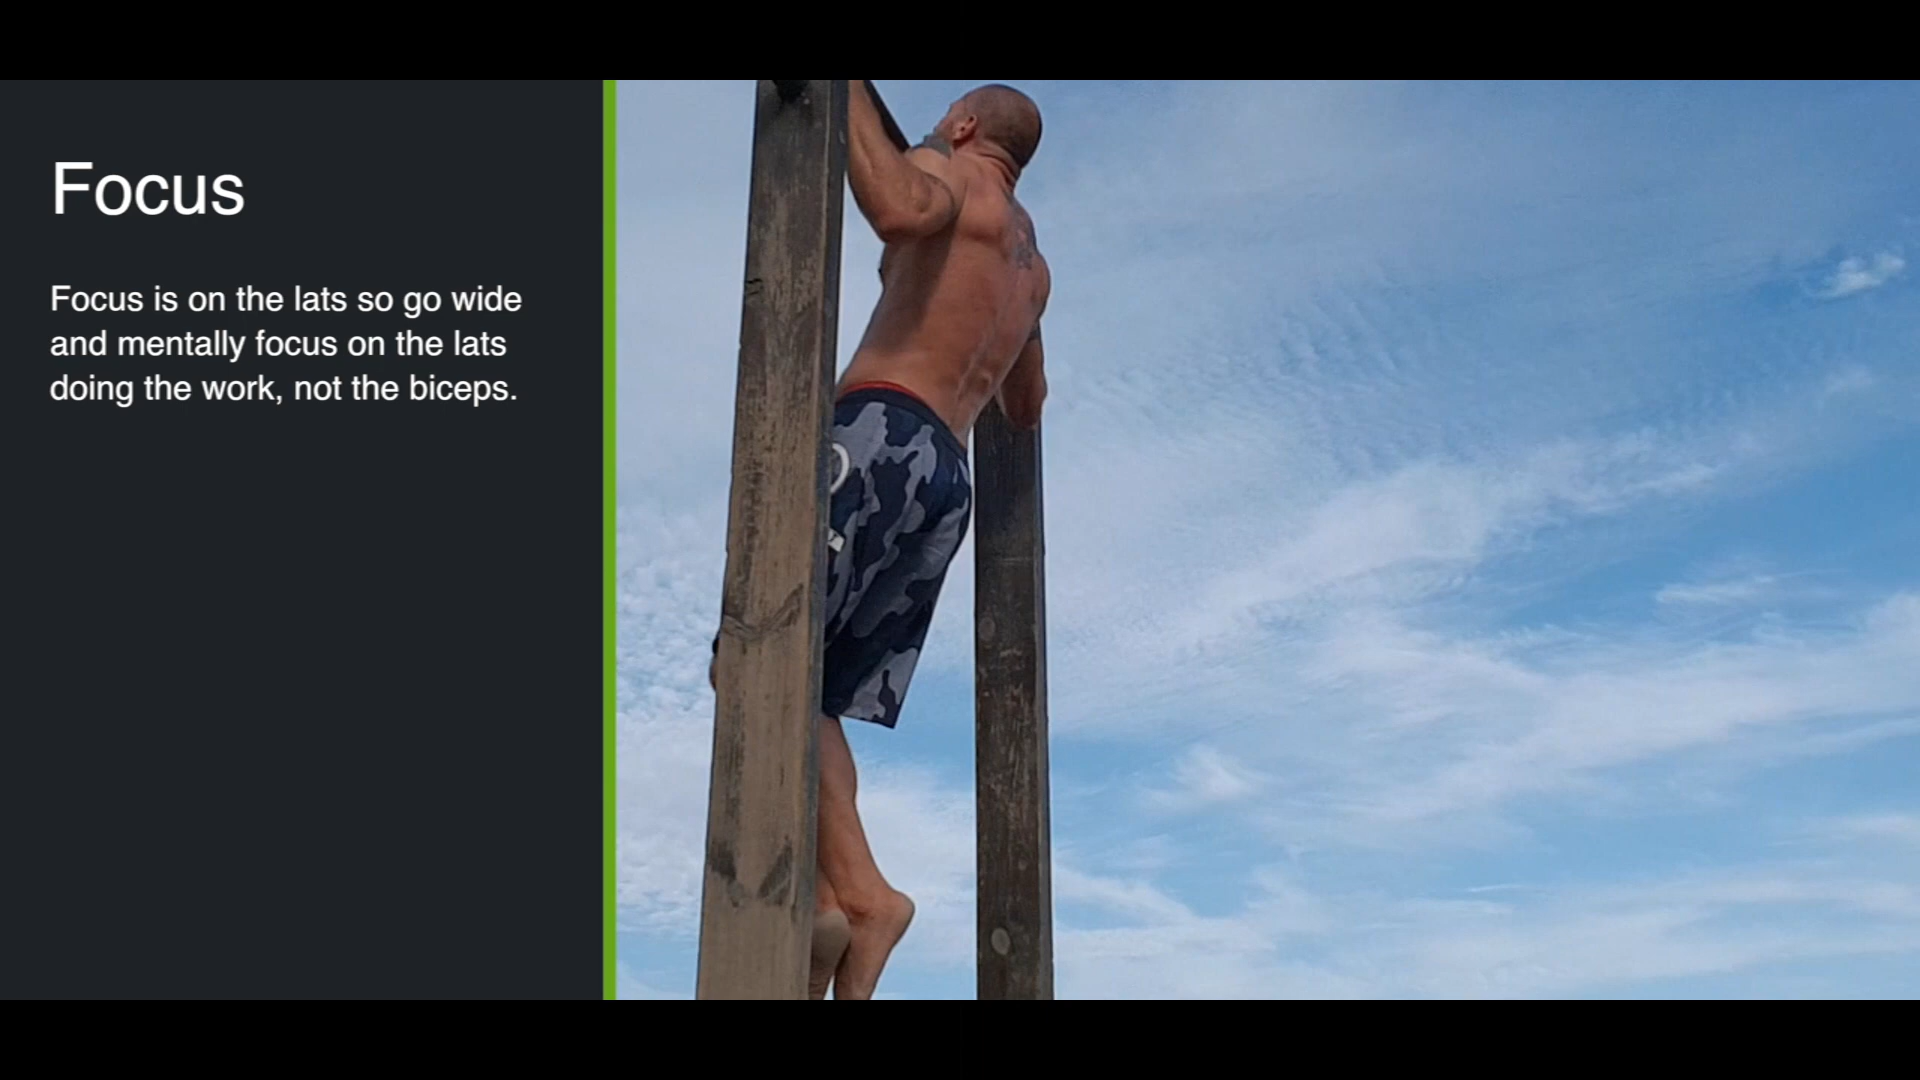 Focus
Focus is on the lats so go wide
and mentally focus on the lats
doing the work, not the biceps.